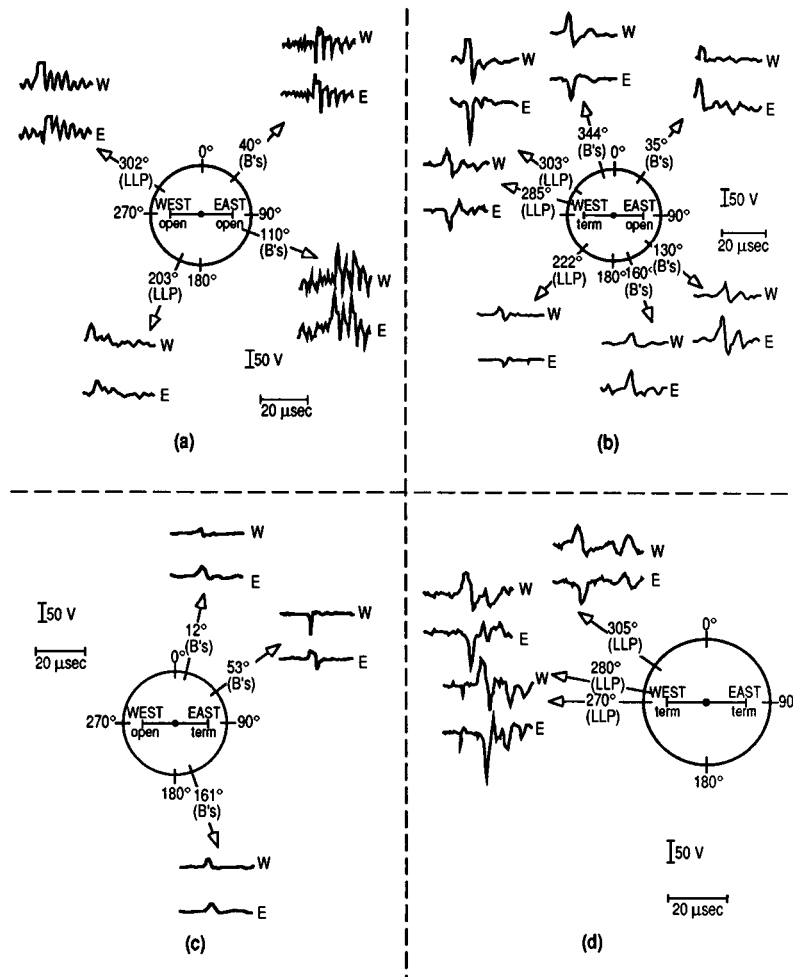 W
E
302°
(LLP)
W
E
40°
(B's)
0°
WEST
open
EAST
open
270°
90°
110°
(B's)
W
E
203°
(LLP)
180°
W
E
50 V
20 μsec
(a)
W
E
344°
(B's)
W
E
35°
(B's)
0°
303°
(LLP)
W
E
285°
(LLP)
WEST
term
EAST
open
90°
50 V
20 μsec
222°
(LLP)
180°
160°
(B's)
130°
(B's)
W
E
W
E
W
E
(b)
W
E
50 V
20 μsec
12°
(B's)
0°
W
E
53°
(B's)
WEST
open
EAST
term
270°
90°
180°
161°
(B's)
W
E
(c)
W
E
305°
(LLP)
0°
W
E
280°
(LLP)
W
E
270°
(LLP)
WEST
term
EAST
term
90
180°
50 V
20 μsec
(d)